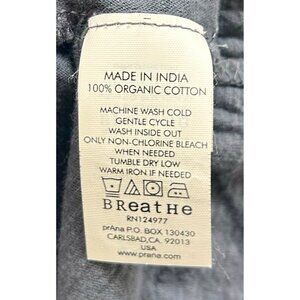 MADE IN INDIA
100% ORGANIC COTTON
MACHINE WASH COLD
GENTLE CYCLE
WASH INSIDE OUT
ONLY NON-CHLORINE BLEACH
WHEN NEEDED
TUMBLE DRY LOW
WARM IRON IF NEEDED
BReatHe
RN124977
prAna P.O. BOX 130430
CARLSBAD,CA. 92013
USA
www.prana.com